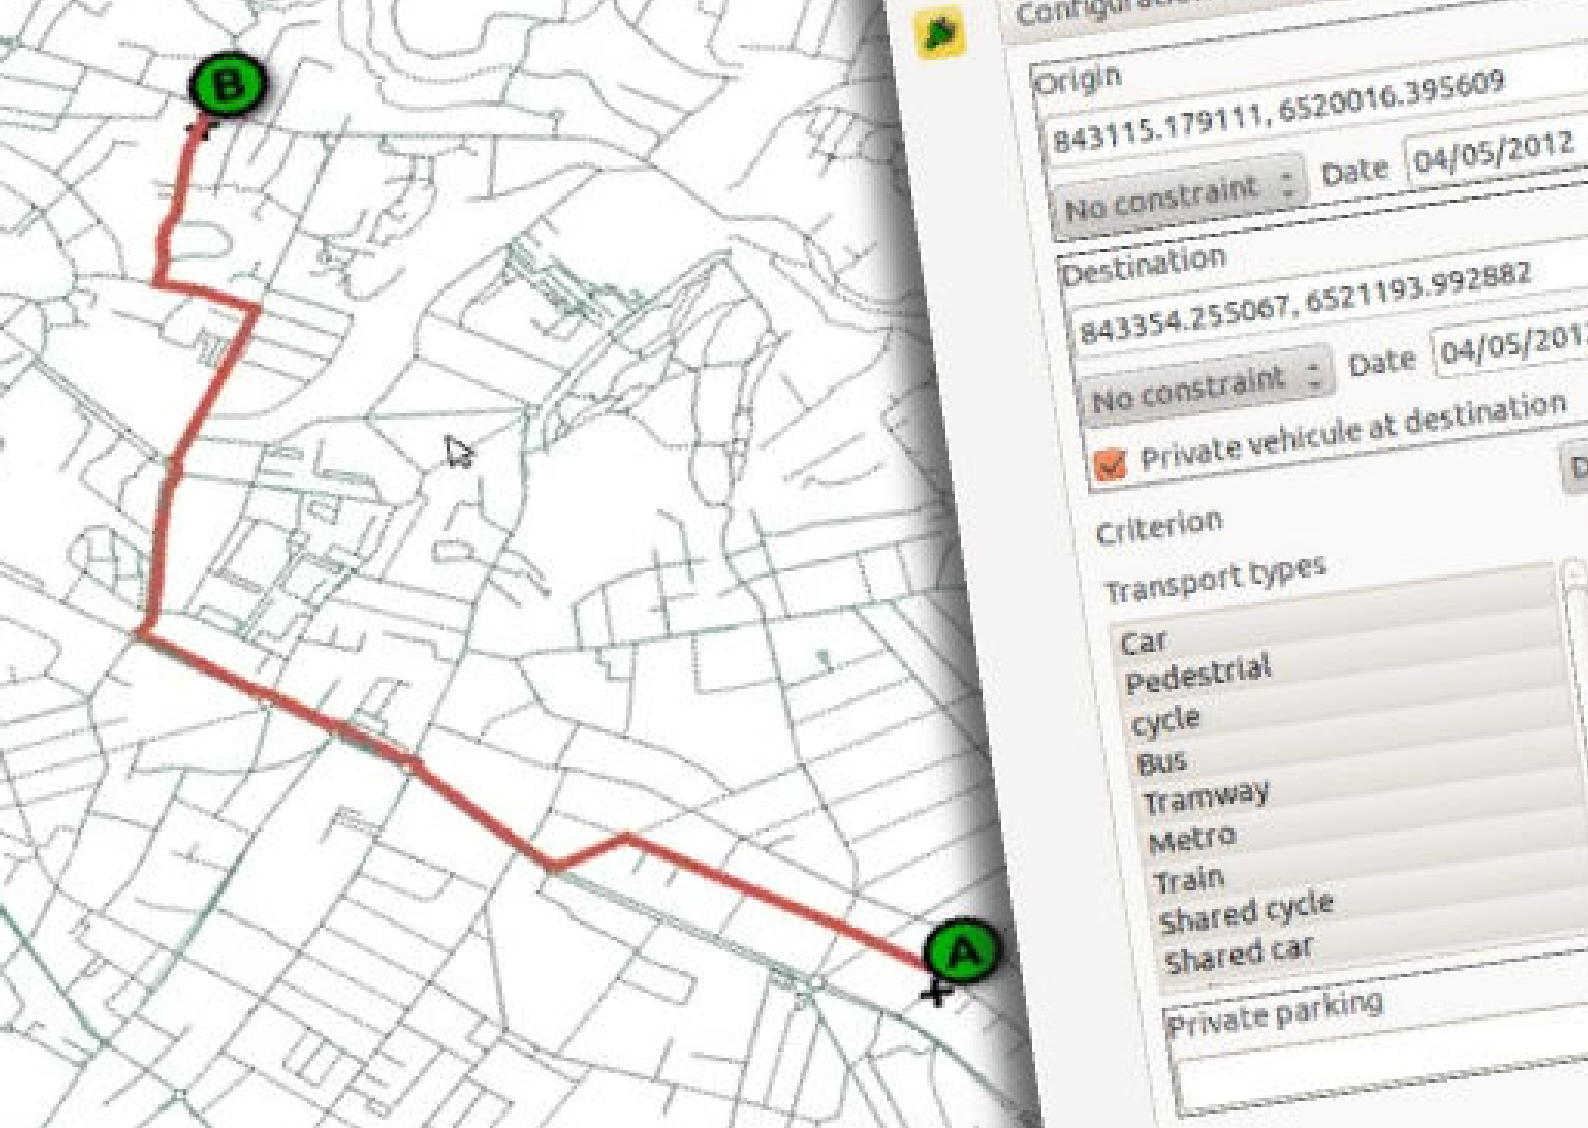 B
A
Origin
843115.179111, 6520016.395609
No constraint Date 04/05/2012
Destination
843354.255067, 6521193.992882
No constraint Date
Private vehicule at destination
Criterion
Transport types
Car
Pedestrial
cycle
Bus
Tramway
Metro
Train
Shared cycle
Shared car
Private parking